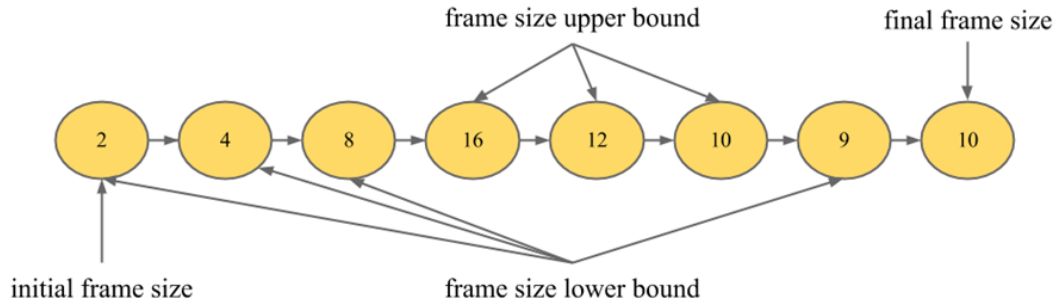 frame size upper bound
final frame size
2
4
8
16
12
10
9
10
initial frame size
frame size lower bound